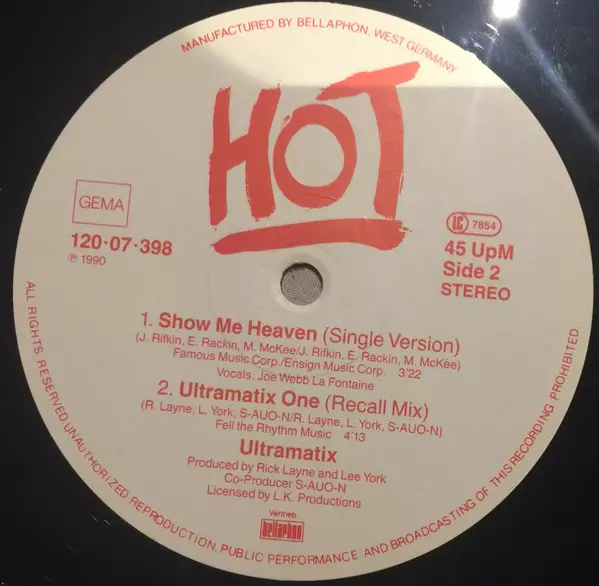 MANUFACTURED BY BELLAPHON, WEST GERMANY
HOT
GEMA
LC 7854
120·07·398
℗ 1990
45 UpM
Side 2
STEREO
1. Show Me Heaven (Single Version)
(J. Rifkin, E. Rackin, M. McKee/J. Rifkin, E. Rackin, M. McKee)
Famous Music Corp./Ensign Music Corp. 3'22
Vocals: Joe Webb La Fontaine
2. Ultramatix One (Recall Mix)
(R. Layne, L. York, S-AUO-N/R. Layne, L. York, S-AUO-N)
Fell the Rhythm Music 4'13
Ultramatix
Produced by Rick Layne and Lee York
Co-Producer S-AUO-N
Licensed by L.K. Productions
Vertrieb
bellaphon
ALL RIGHTS RESERVED. UNAUTHORIZED REPRODUCTION, PUBLIC PERFORMANCE AND BROADCASTING OF THIS RECORDING PROHIBITED